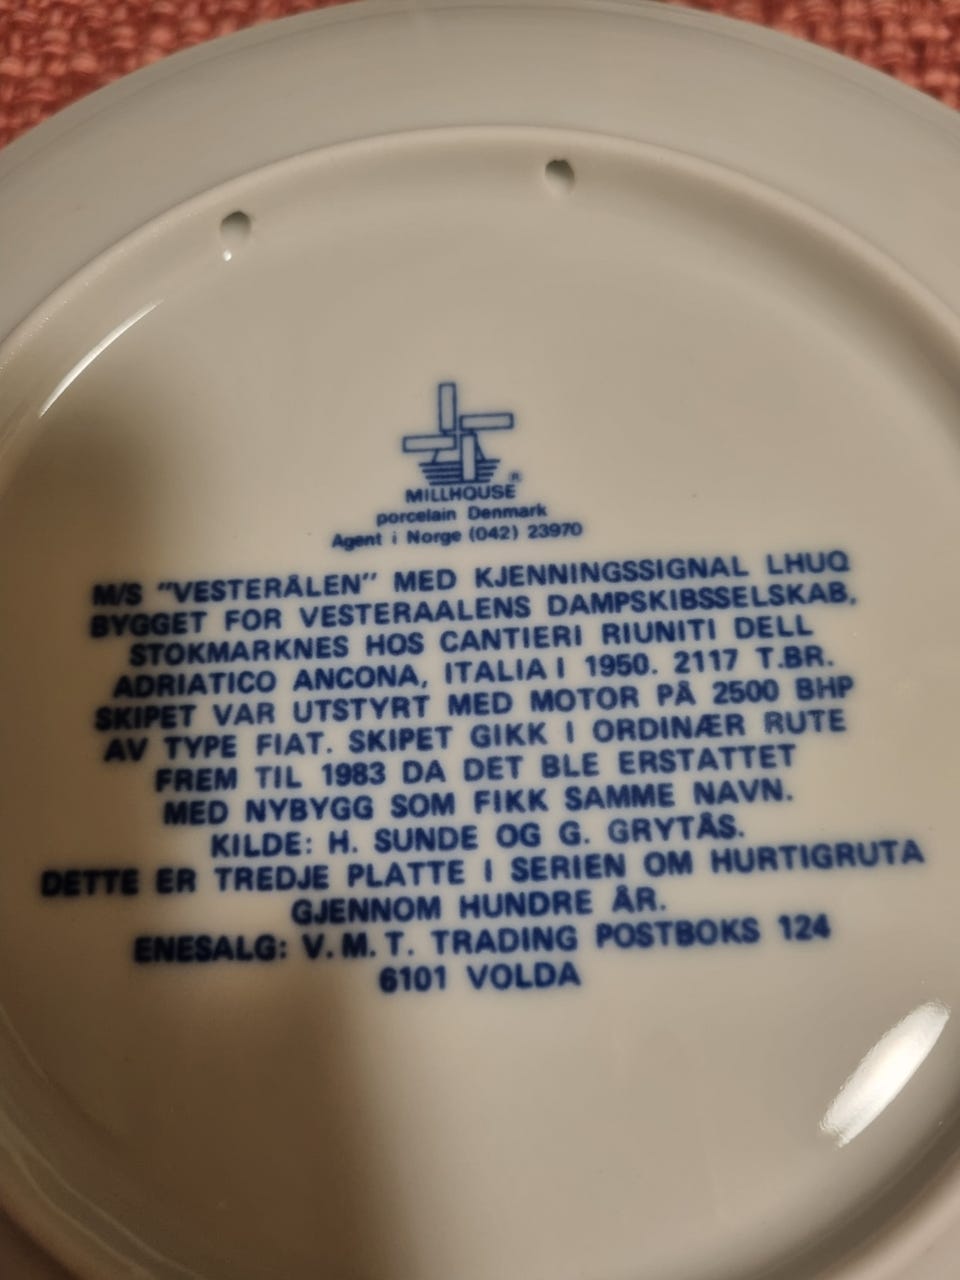 MILLHOUSE ®
porcelain Denmark
Agent i Norge (042) 23970
M/S "VESTERÅLEN" MED KJENNINGSSIGNAL LHUQ
BYGGET FOR VESTERAALENS DAMPSKIBSSELSKAB,
STOKMARKNES HOS CANTIERI RIUNITI DELL
ADRIATICO ANCONA, ITALIA I 1950. 2117 T.BR.
SKIPET VAR UTSTYRT MED MOTOR PÅ 2500 BHP
AV TYPE FIAT. SKIPET GIKK I ORDINÆR RUTE
FREM TIL 1983 DA DET BLE ERSTATTET
MED NYBYGG SOM FIKK SAMME NAVN.
KILDE: H. SUNDE OG G. GRYTÅS.
DETTE ER TREDJE PLATTE I SERIEN OM HURTIGRUTA
GJENNOM HUNDRE ÅR.
ENESALG: V. M. T. TRADING POSTBOKS 124
6101 VOLDA